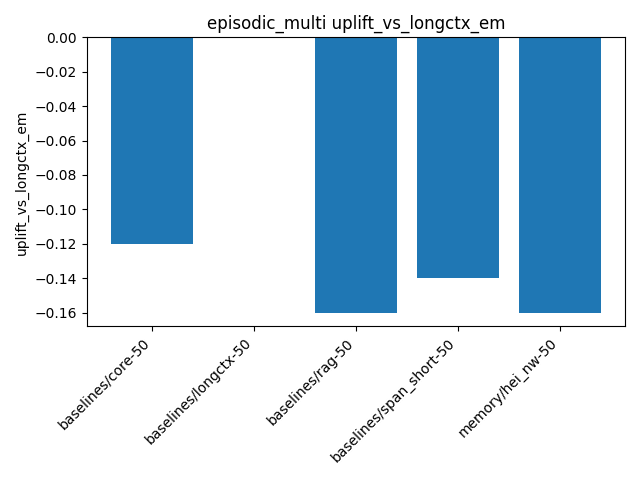 episodic_multi uplift_vs_longctx_em
uplift_vs_longctx_em
0.00
−0.02
−0.04
−0.06
−0.08
−0.10
−0.12
−0.14
−0.16
baselines/core-50
baselines/longctx-50
baselines/rag-50
baselines/span_short-50
memory/hei_nw-50